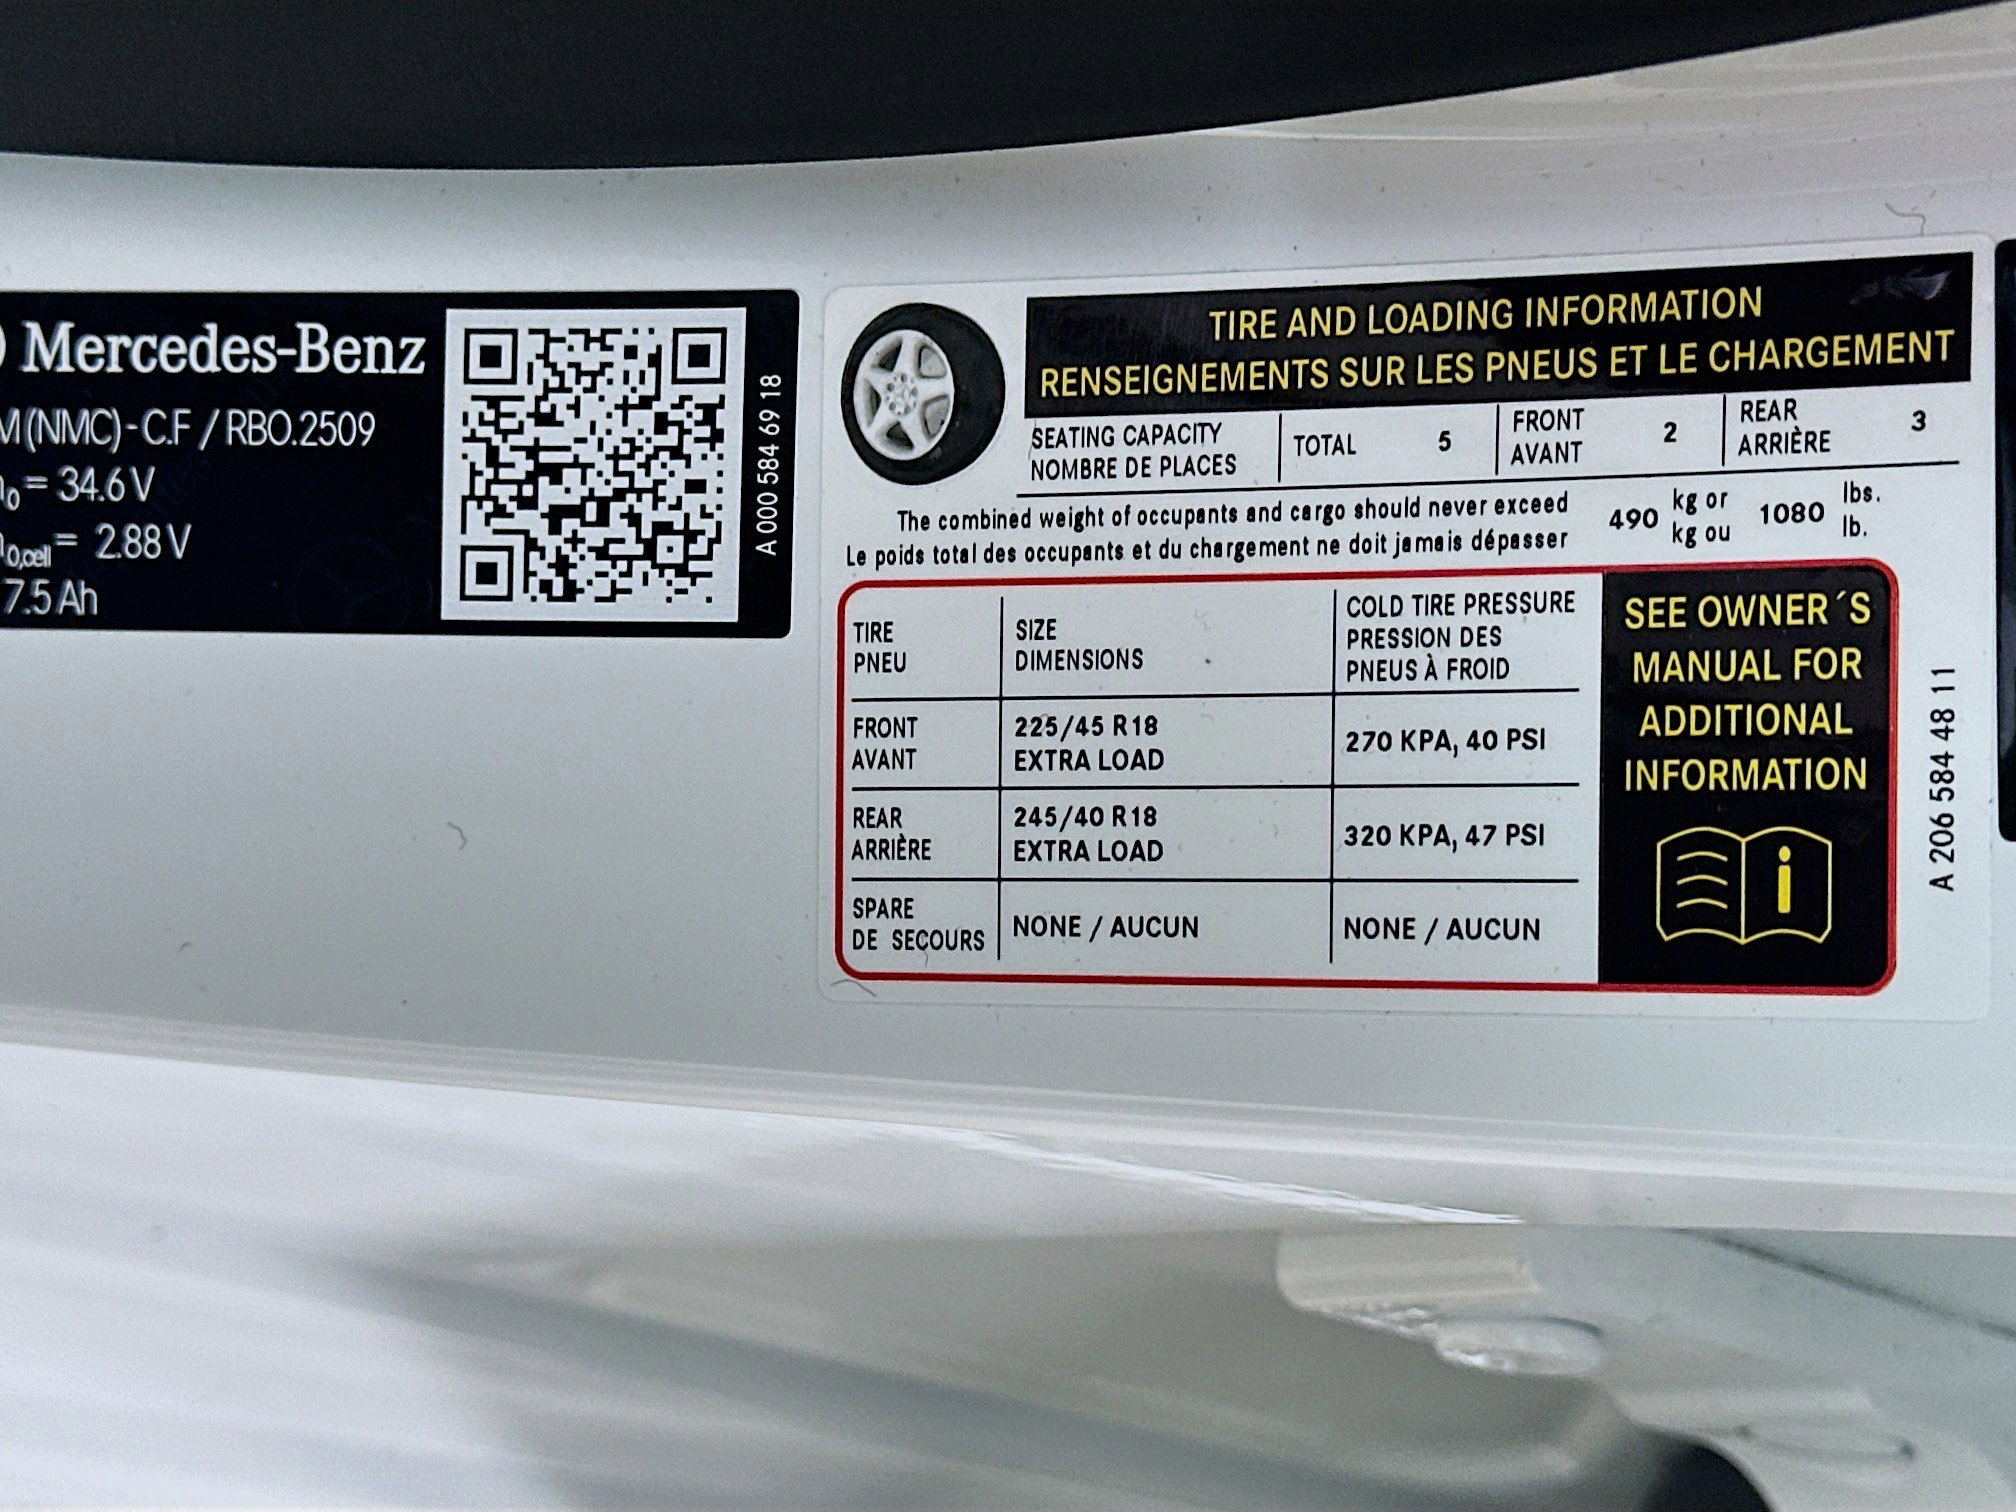 Mercedes-Benz
M(NMC)-C.F / RBO.2509
= 34.6 V
0,cell = 2.88 V
7.5 Ah
A 000 584 69 18
TIRE AND LOADING INFORMATION
RENSEIGNEMENTS SUR LES PNEUS ET LE CHARGEMENT
SEATING CAPACITY
NOMBRE DE PLACES
TOTAL 5
FRONT
AVANT
2
REAR
ARRIÈRE
3
The combined weight of occupants and cargo should never exceed
Le poids total des occupants et du chargement ne doit jamais dépasser
490
kg or
kg ou
1080
lbs.
lb.
TIRE
PNEU
SIZE
DIMENSIONS
COLD TIRE PRESSURE
PRESSION DES
PNEUS À FROID
FRONT
AVANT
225/45 R18
EXTRA LOAD
270 KPA, 40 PSI
REAR
ARRIÈRE
245/40 R18
EXTRA LOAD
320 KPA, 47 PSI
SPARE
DE SECOURS
NONE / AUCUN
NONE / AUCUN
SEE OWNER´S
MANUAL FOR
ADDITIONAL
INFORMATION
A 206 584 48 11